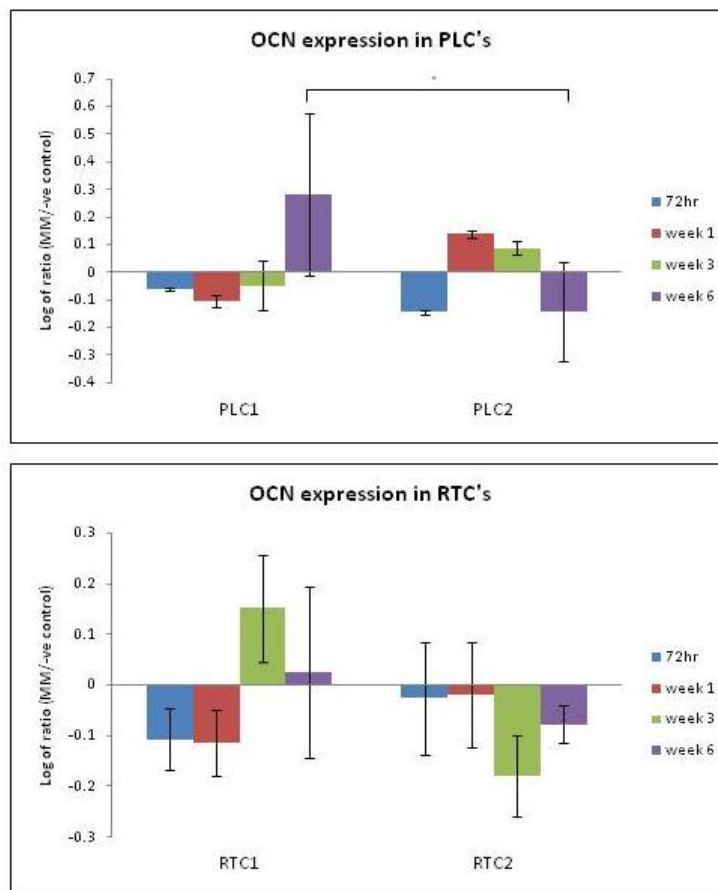 OCN expression in PLC's
Log of ratio (MM/-ve control)
0.7
0.6
0.5
0.4
0.3
0.2
0.1
0
-0.1
-0.2
-0.3
-0.4
*
PLC1 PLC2
72hr
week 1
week 3
week 6
OCN expression in RTC's
Log of ratio (MM/-ve control)
0.3
0.2
0.1
0
-0.1
-0.2
-0.3
RTC1 RTC2
72hr
week 1
week 3
week 6